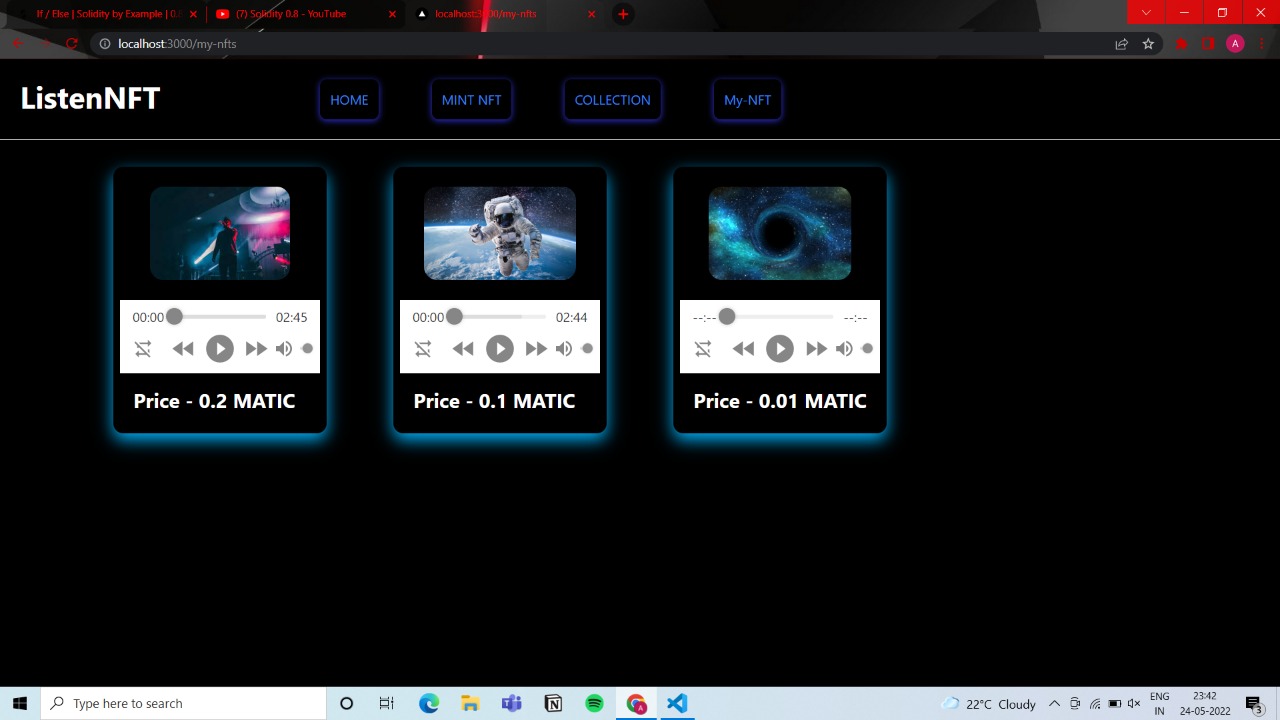 If / Else | Solidity by Example | 0.8
(7) Solidity 0.8 - YouTube
localhost:3000/my-nfts
localhost:3000/my-nfts
A
ListenNFT
HOME
MINT NFT
COLLECTION
My-NFT
00:00
02:45
00:00
02:44
--:--
--:--
Price - 0.2 MATIC
Price - 0.1 MATIC
Price - 0.01 MATIC
Type here to search
22°C Cloudy
ENG
IN
23:42
24-05-2022
3